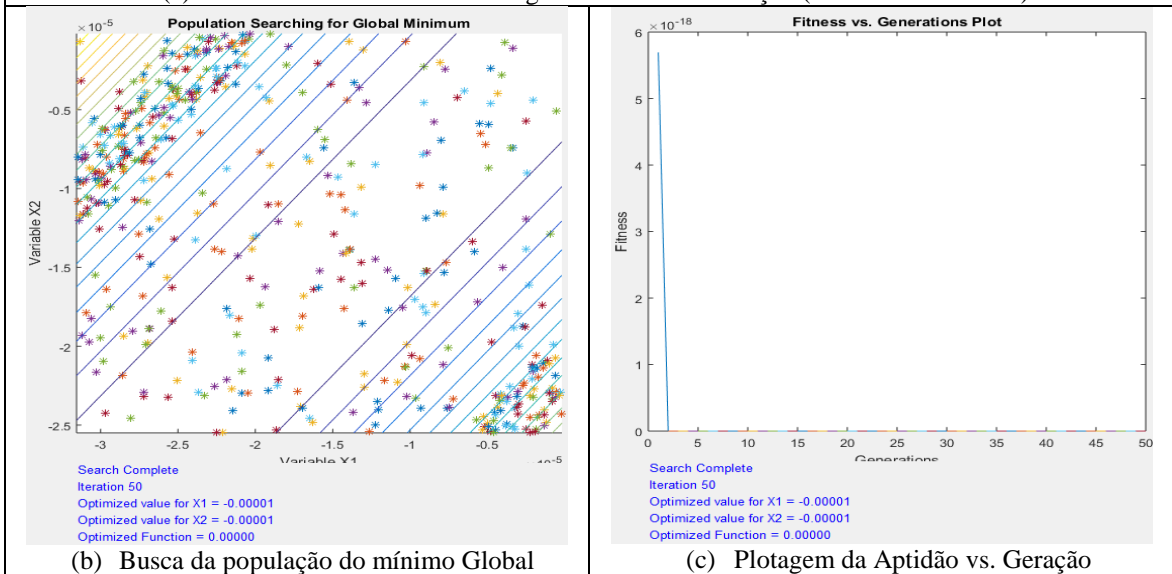 Population Searching for Global Minimum
×10⁻⁵
-0.5
-1
-1.5
-2
-2.5
Variable X2
-3 -2.5 -2 -1.5 -1 -0.5
Variable X1
Search Complete
Iteration 50
Optimized value for X1 = -0.00001
Optimized value for X2 = -0.00001
Optimized Function = 0.00000
(b) Busca da população do mínimo Global
Fitness vs. Generations Plot
×10⁻¹⁸
6
5
4
3
2
1
0
Fitness
0 5 10 15 20 25 30 35 40 45 50
Generations
Search Complete
Iteration 50
Optimized value for X1 = -0.00001
Optimized value for X2 = -0.00001
Optimized Function = 0.00000
(c) Plotagem da Aptidão vs. Geração